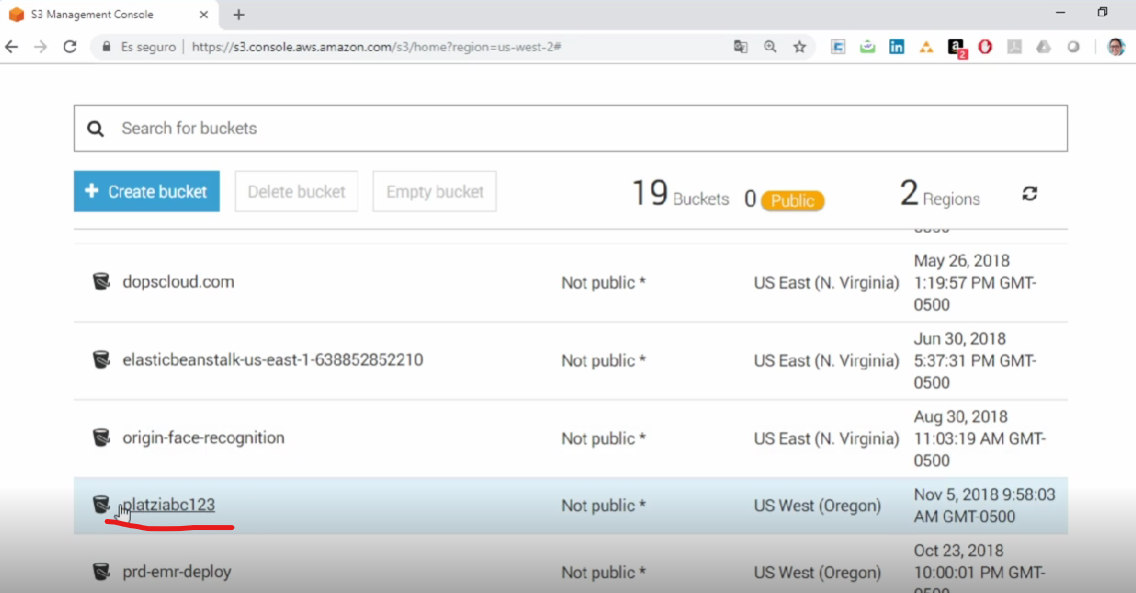 S3 Management Console
Es seguro | https://s3.console.aws.amazon.com/s3/home?region=us-west-2#
2
Search for buckets
Create bucket
Delete bucket
Empty bucket
19 Buckets
0 Public
2 Regions
dopscloud.com
Not public *
US East (N. Virginia)
May 26, 2018
1:19:57 PM GMT-
0500
elasticbeanstalk-us-east-1-638852852210
Not public *
US East (N. Virginia)
Jun 30, 2018
5:37:31 PM GMT-
0500
origin-face-recognition
Not public *
US East (N. Virginia)
Aug 30, 2018
11:03:19 AM GMT-
0500
platziabc123
Not public *
US West (Oregon)
Nov 5, 2018 9:58:03
AM GMT-0500
prd-emr-deploy
Not public *
US West (Oregon)
Oct 23, 2018
10:00:01 PM GMT-